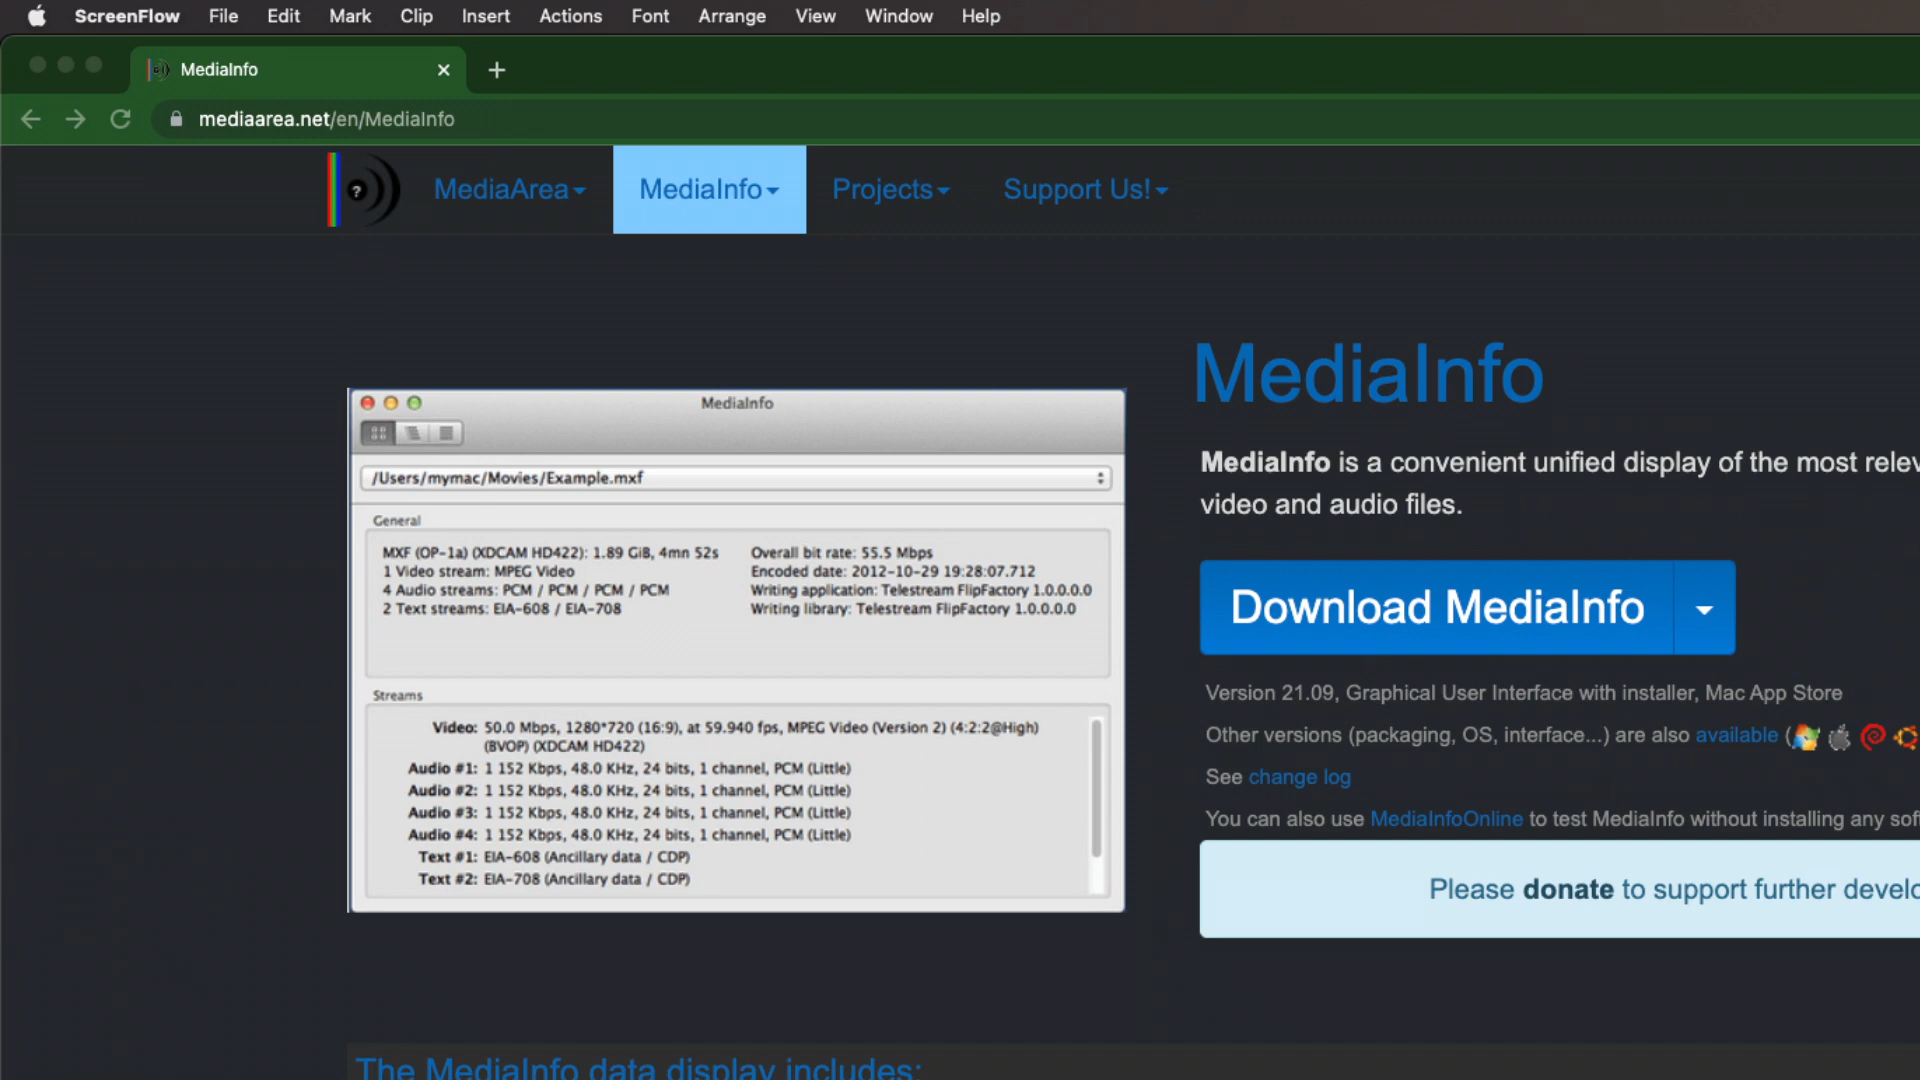 ScreenFlow File Edit Mark Clip Insert Actions Font Arrange View Window Help
MediaInfo
mediaarea.net/en/MediaInfo
? MediaArea MediaInfo Projects Support Us!
MediaInfo
/Users/mymac/Movies/Example.mxf
General
MXF (OP-1a) (XDCAM HD422): 1.89 GiB, 4mn 52s
1 Video stream: MPEG Video
4 Audio streams: PCM / PCM / PCM / PCM
2 Text streams: EIA-608 / EIA-708
Overall bit rate: 55.5 Mbps
Encoded date: 2012-10-29 19:28:07.712
Writing application: Telestream FlipFactory 1.0.0.0.0
Writing library: Telestream FlipFactory 1.0.0.0.0
Streams
Video: 50.0 Mbps, 1280*720 (16:9), at 59.940 fps, MPEG Video (Version 2) (4:2:2@High)
(BVOP) (XDCAM HD422)
Audio #1: 1 152 Kbps, 48.0 KHz, 24 bits, 1 channel, PCM (Little)
Audio #2: 1 152 Kbps, 48.0 KHz, 24 bits, 1 channel, PCM (Little)
Audio #3: 1 152 Kbps, 48.0 KHz, 24 bits, 1 channel, PCM (Little)
Audio #4: 1 152 Kbps, 48.0 KHz, 24 bits, 1 channel, PCM (Little)
Text #1: EIA-608 (Ancillary data / CDP)
Text #2: EIA-708 (Ancillary data / CDP)
MediaInfo
MediaInfo is a convenient unified display of the most relev
video and audio files.
Download MediaInfo
Version 21.09, Graphical User Interface with installer, Mac App Store
Other versions (packaging, OS, interface...) are also available (
See change log
You can also use MediaInfoOnline to test MediaInfo without installing any sof
Please donate to support further develo
The MediaInfo data display includes: